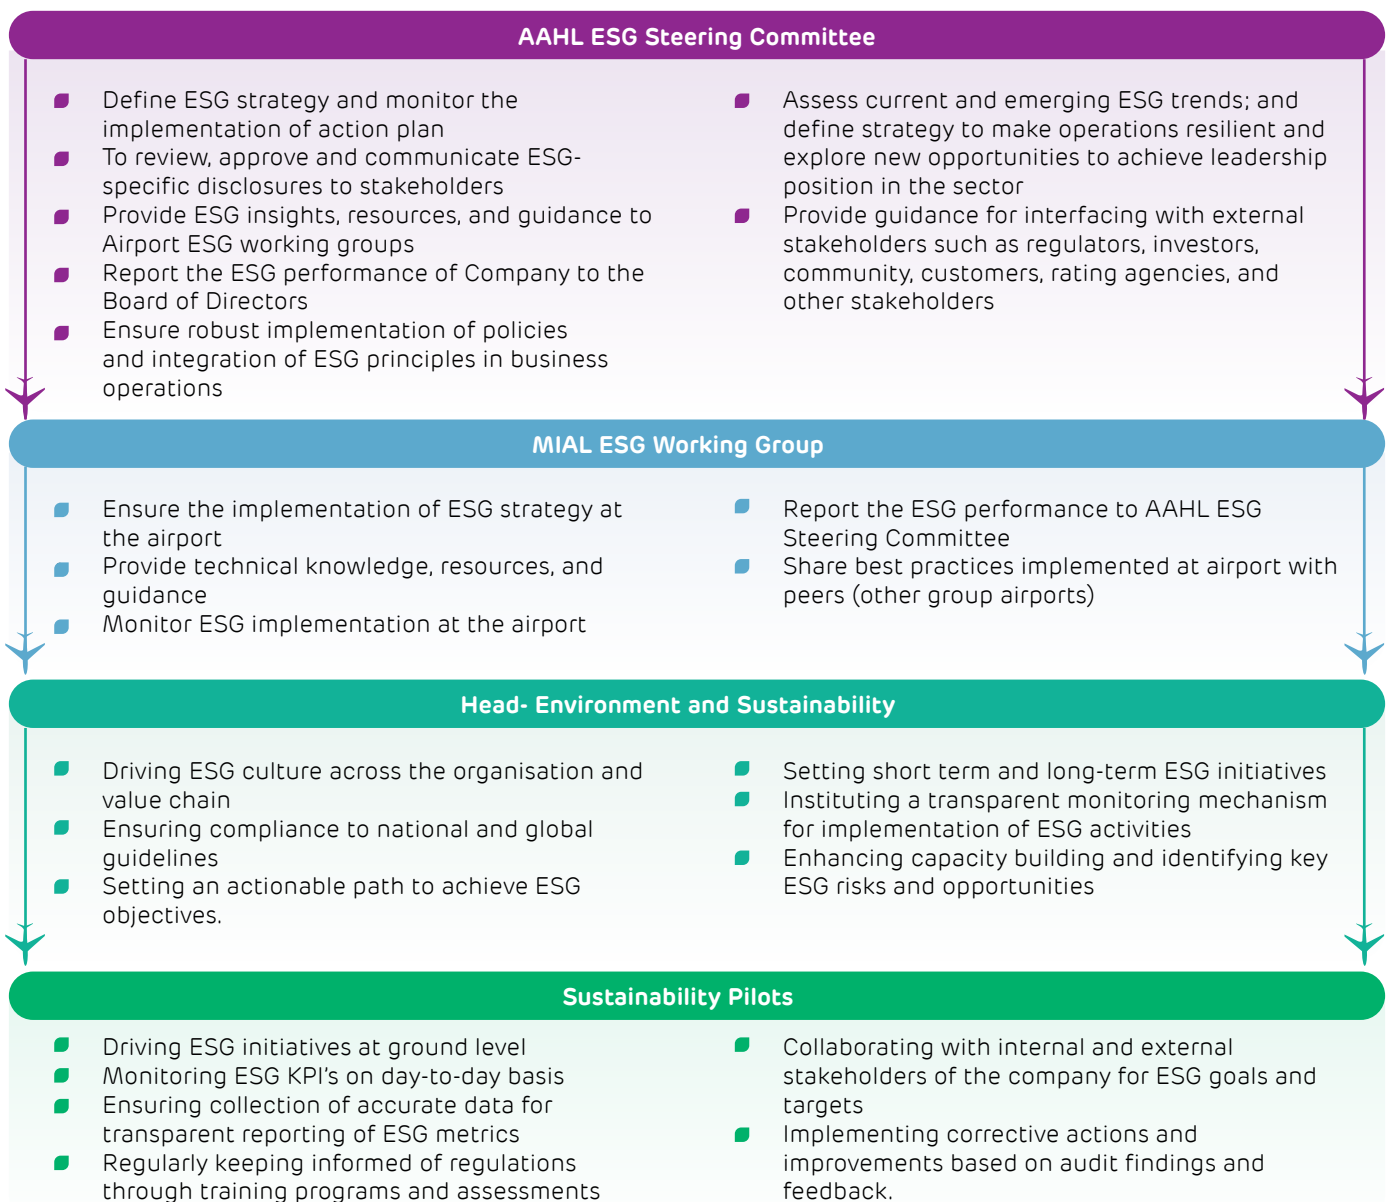 AAHL ESG Steering Committee
Define ESG strategy and monitor the
implementation of action plan
To review, approve and communicate ESG-
specific disclosures to stakeholders
Provide ESG insights, resources, and guidance to
Airport ESG working groups
Report the ESG performance of Company to the
Board of Directors
Ensure robust implementation of policies
and integration of ESG principles in business
operations
Assess current and emerging ESG trends; and
define strategy to make operations resilient and
explore new opportunities to achieve leadership
position in the sector
Provide guidance for interfacing with external
stakeholders such as regulators, investors,
community, customers, rating agencies, and
other stakeholders
MIAL ESG Working Group
Ensure the implementation of ESG strategy at
the airport
Provide technical knowledge, resources, and
guidance
Monitor ESG implementation at the airport
Report the ESG performance to AAHL ESG
Steering Committee
Share best practices implemented at airport with
peers (other group airports)
Head- Environment and Sustainability
Driving ESG culture across the organisation and
value chain
Ensuring compliance to national and global
guidelines
Setting an actionable path to achieve ESG
objectives.
Setting short term and long-term ESG initiatives
Instituting a transparent monitoring mechanism
for implementation of ESG activities
Enhancing capacity building and identifying key
ESG risks and opportunities
Sustainability Pilots
Driving ESG initiatives at ground level
Monitoring ESG KPI's on day-to-day basis
Ensuring collection of accurate data for
transparent reporting of ESG metrics
Regularly keeping informed of regulations
through training programs and assessments
Collaborating with internal and external
stakeholders of the company for ESG goals and
targets
Implementing corrective actions and
improvements based on audit findings and
feedback.